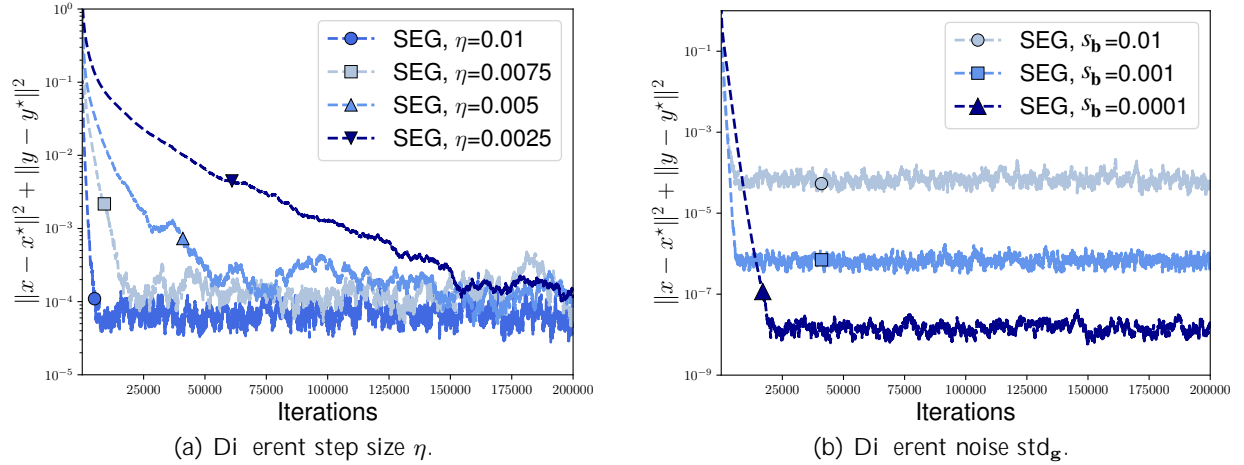 10^0
10^{-1}
10^{-2}
10^{-3}
10^{-4}
10^{-5}
||x − x*||^2 + ||y − y*||^2
SEG, η=0.01
SEG, η=0.0075
SEG, η=0.005
SEG, η=0.0025
25000 50000 75000 100000 125000 150000 175000 200000
Iterations
(a) Di erent step size η.
10^{-1}
10^{-3}
10^{-5}
10^{-7}
10^{-9}
||x − x*||^2 + ||y − y*||^2
SEG, s_b=0.01
SEG, s_b=0.001
SEG, s_b=0.0001
25000 50000 75000 100000 125000 150000 175000 200000
Iterations
(b) Di erent noise std_g.